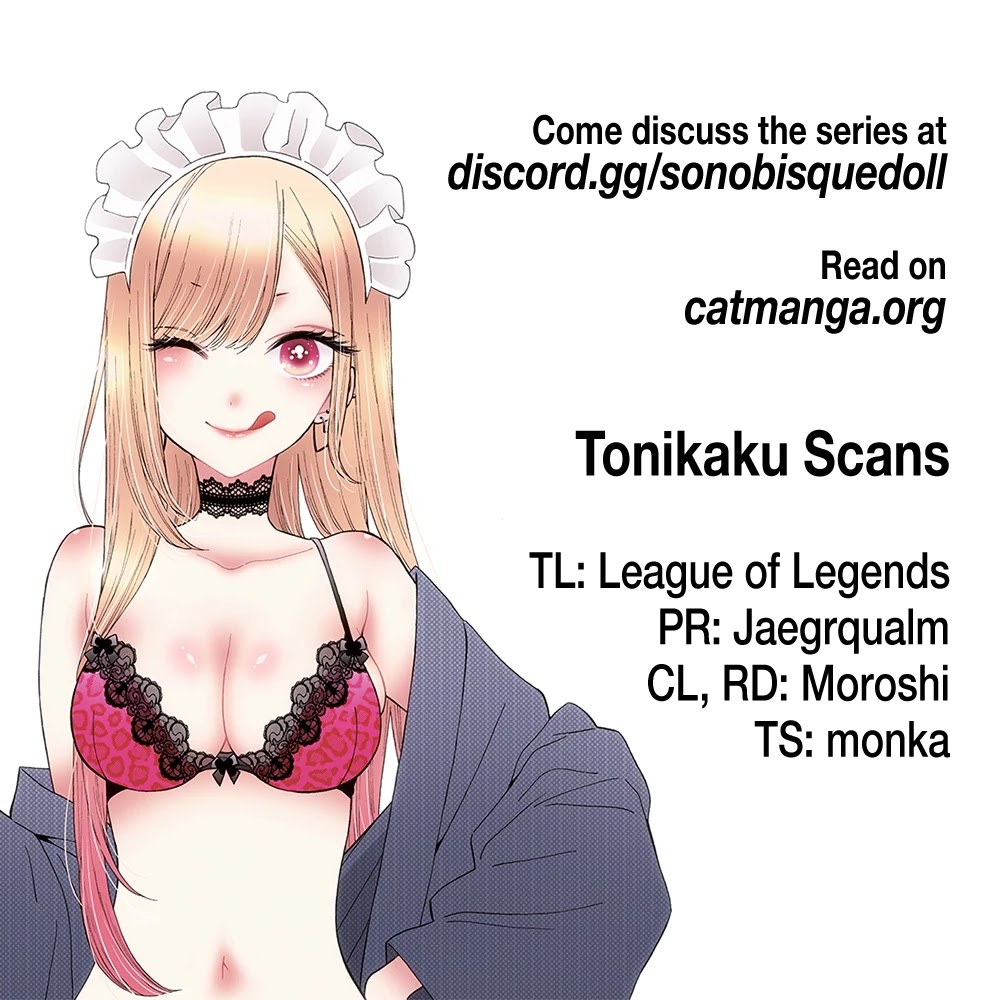 Come discuss the series at
discord.gg/sonobisquedoll
Read on
catmanga.org
Tonikaku Scans
TL: League of Legends
PR: Jaegrqualm
CL, RD: Moroshi
TS: monka